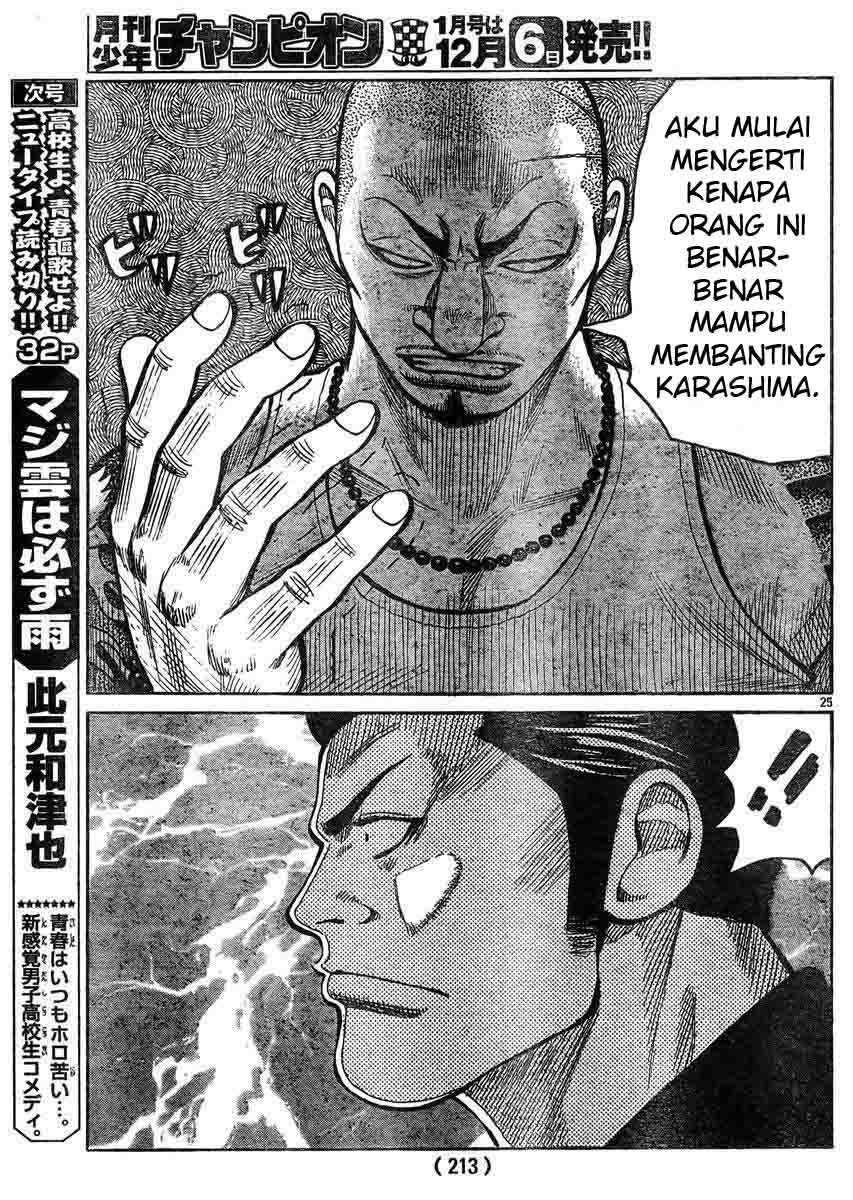 月刊
少年
チャンピオン
1月号は
12月6日発売!!
次号
高校生よ、青春謳歌せよ!!
ニュータイプ読み切り!!
32P
マジ雲は必ず雨
此元和津也
★★★★★★★
青春はいつもホロ苦い…。
新感覚男子高校生コメディ。
AKU MULAI
MENGERTI
KENAPA
ORANG INI
BENAR-
BENAR
MAMPU
MEMBANTING
KARASHIMA.
ビ
ビ
25
!!
(213)